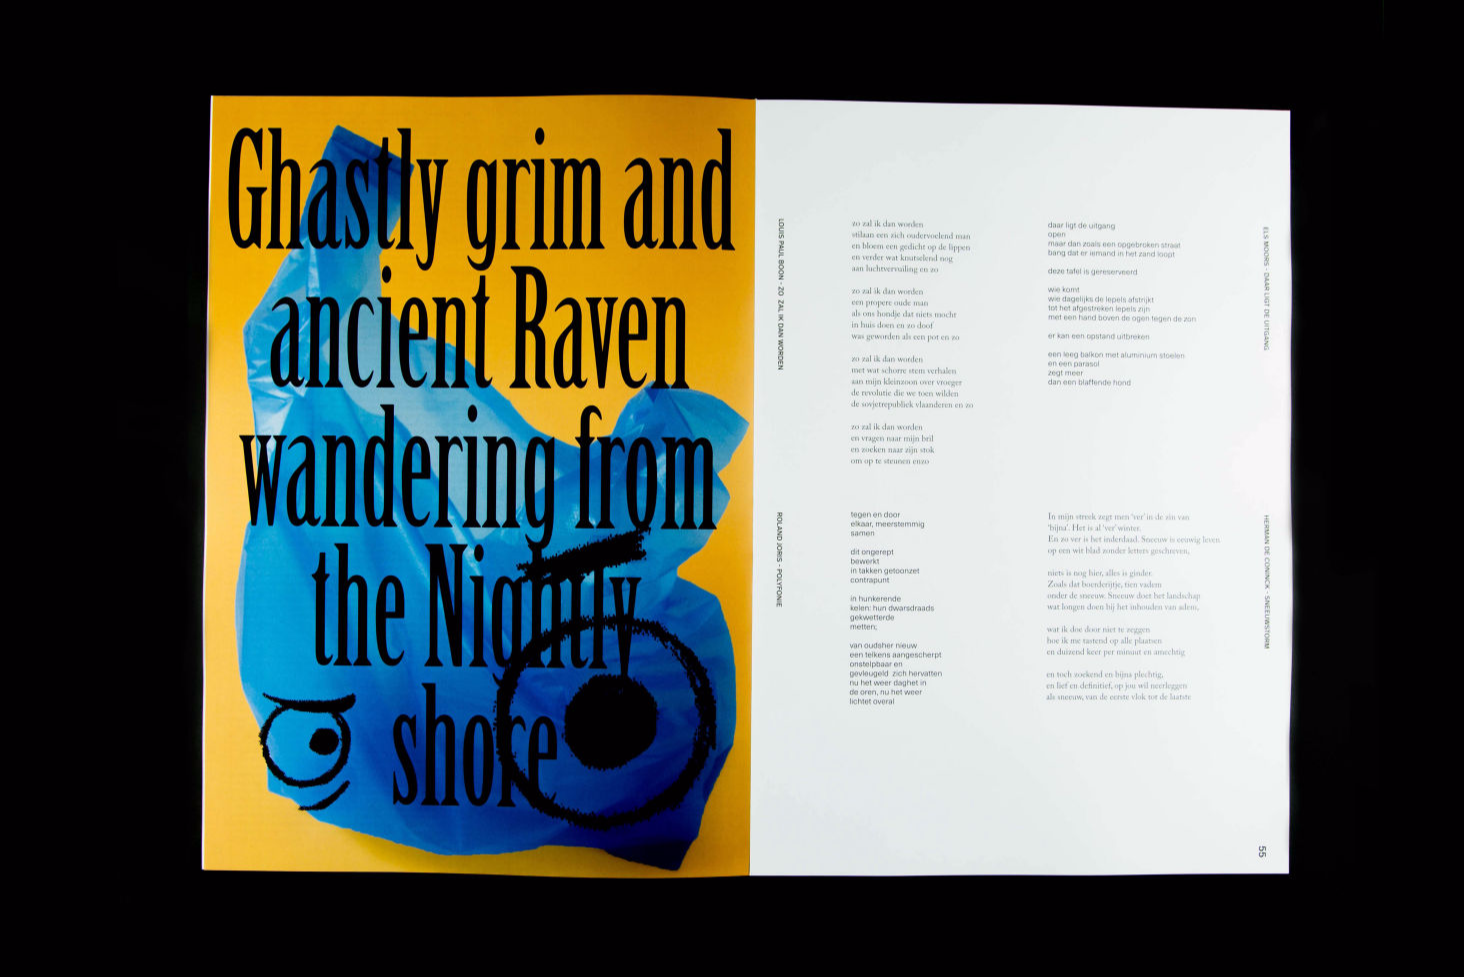 Ghastly grim and
ancient Raven
wandering from
the Nightly
shore
LOUIS PAUL BOON - ZO ZAL IK DAN WORDEN
zo zal ik dan worden
stilaan een zich oudervoelend man
en bloem een gedicht op de lippen
en verder wat knutselend nog
aan luchtvervuiling en zo
zo zal ik dan worden
een propere oude man
als ons hondje dat niets mocht
in huis doen en zo doof
was geworden als een pot en zo
zo zal ik dan worden
met wat schorre stem verhalen
aan mijn kleinzoon over vroeger
de revolutie die we toen wilden
de sovjetrepubliek vlaanderen en zo
zo zal ik dan worden
en vragen naar mijn bril
en zoeken naar zijn stok
om op te steunen enzo
daar ligt de uitgang
open
maar dan zoals een opgebroken straat
bang dat er iemand in het zand loopt
deze tafel is gereserveerd
wie komt
wie dagelijks de lepels afstrijkt
tot het afgestreken lepels zijn
met een hand boven de ogen tegen de zon
er kan een opstand uitbreken
een leeg balkon met aluminium stoelen
en een parasol
zegt meer
dan een blaffende hond
ELS MOORS - DAAR LIGT DE UITGANG
ROLAND JORIS - POLYFONIE
tegen en door
elkaar, meerstemmig
samen
dit ongerept
bewerkt
in takken getoonzet
contrapunt
in hunkerende
kelen: hun dwarsdraads
gekwetterde
metten;
van oudsher nieuw
een telkens aangescherpt
onstelpbaar en
gevleugeld zich hervatten
nu het weer daghet in
de oren, nu het weer
lichtet overal
In mijn streek zegt men 'ver' in de zin van
'bijna'. Het is al 'ver' winter.
En zo ver is het inderdaad. Sneeuw is eeuwig leven
op een wit blad zonder letters geschreven,
niets is nog hier, alles is ginder.
Zoals dat boerderijtje, tien vadem
onder de sneeuw. Sneeuw doet het landschap
wat longen doen bij het inhouden van adem,
wat ik doe door niet te zeggen
hoe ik me tastend op alle plaatsen
en duizend keer per minuut en amechtig
en toch zoekend en bijna plechtig,
en lief en definitief, op jou wil neerleggen
als sneeuw, van de eerste vlok tot de laatste
HERMAN DE CONINCK - SNEEUWSTORM
55